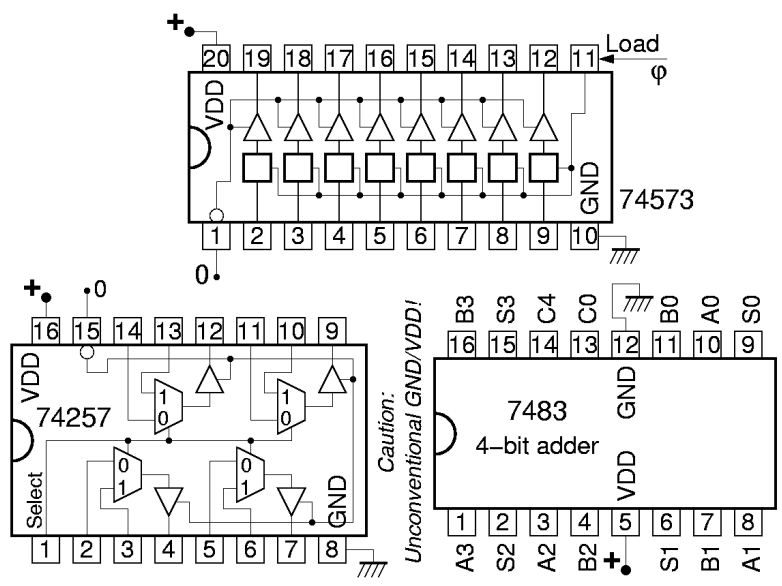 +
20 19 18 17 16 15 14 13 12 11 Load
φ
VDD
GND
74573
1 2 3 4 5 6 7 8 9 10
0
+ 0
16 15 14 13 12 11 10 9
VDD
1 1
0 0
74257
0 0
1 1
Select
GND
1 2 3 4 5 6 7 8
Caution:
Unconventional GND/VDD!
B3 S3 C4 C0 B0 A0 S0
16 15 14 13 12 11 10 9
GND
7483
4-bit adder
VDD
1 2 3 4 5 6 7 8
A3 S2 A2 B2 + S1 B1 A1